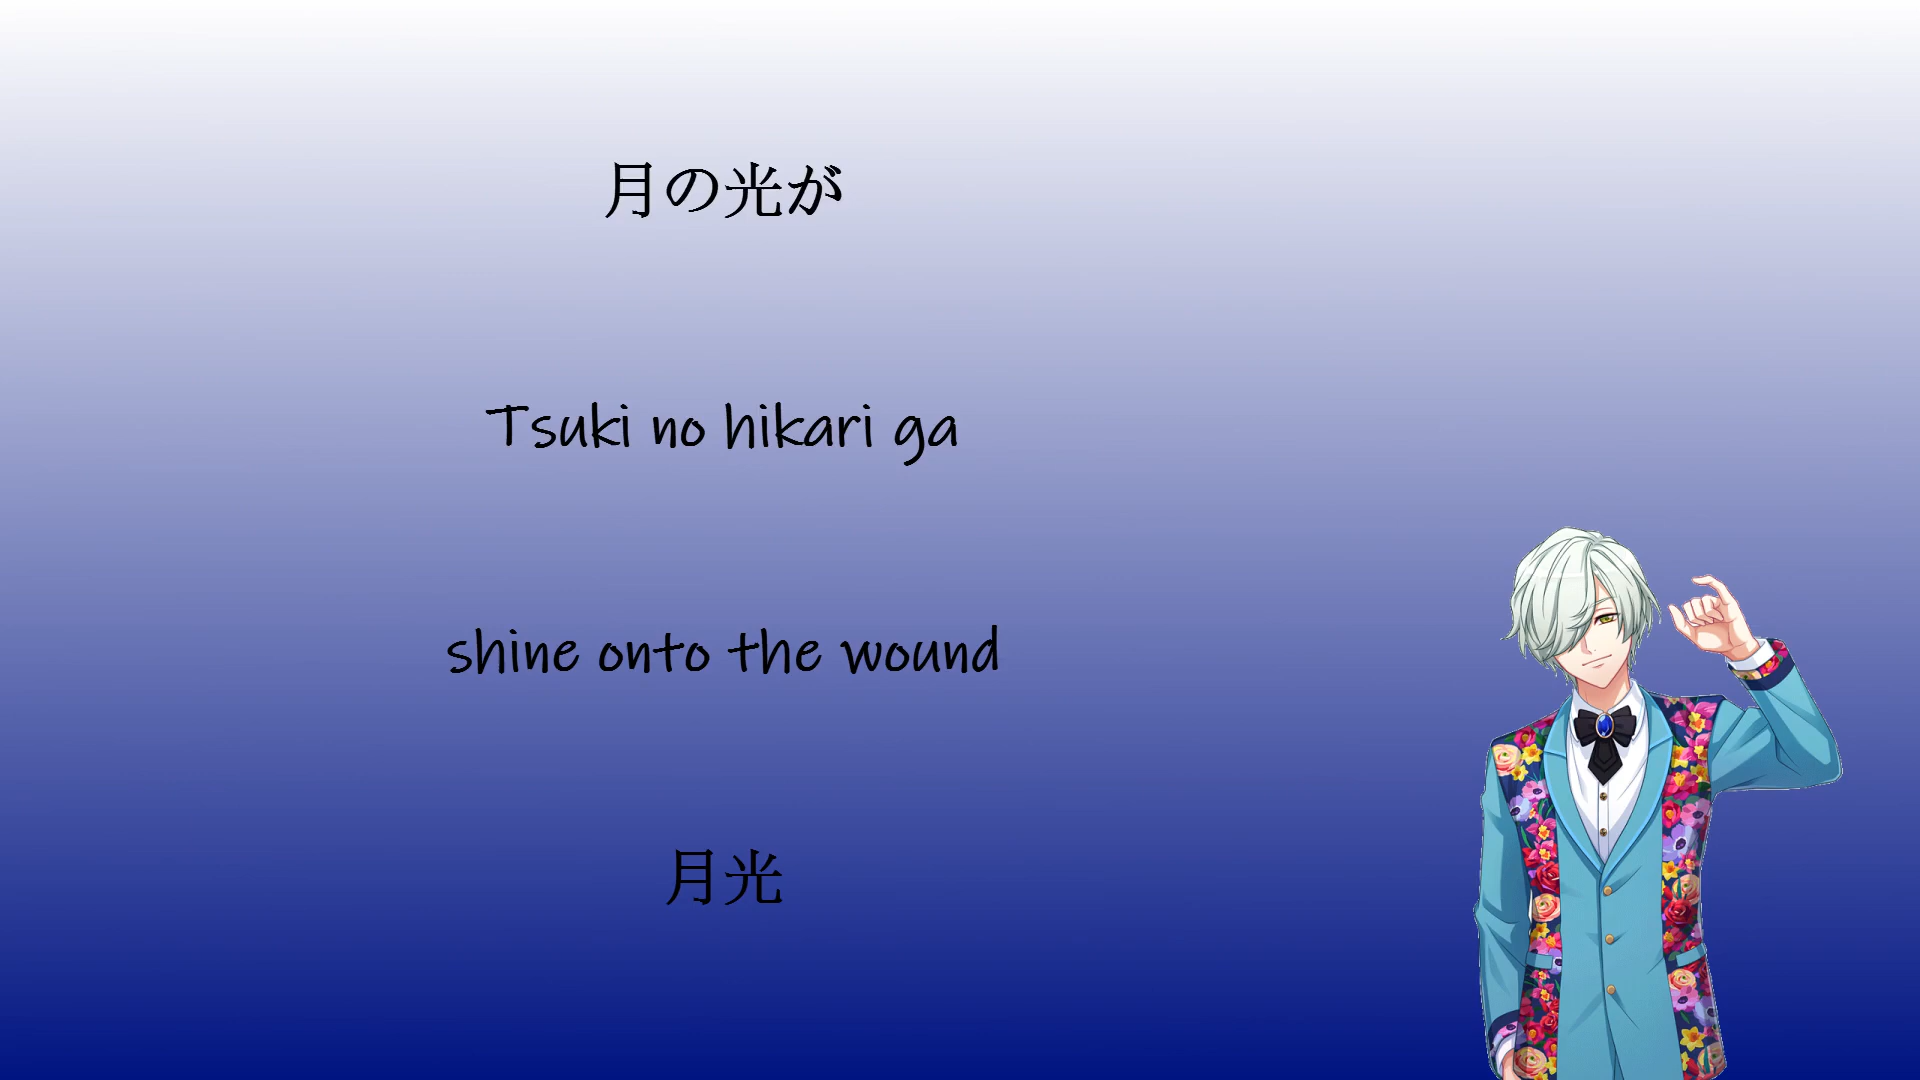 月の光が
Tsuki no hikari ga
shine onto the wound
月光